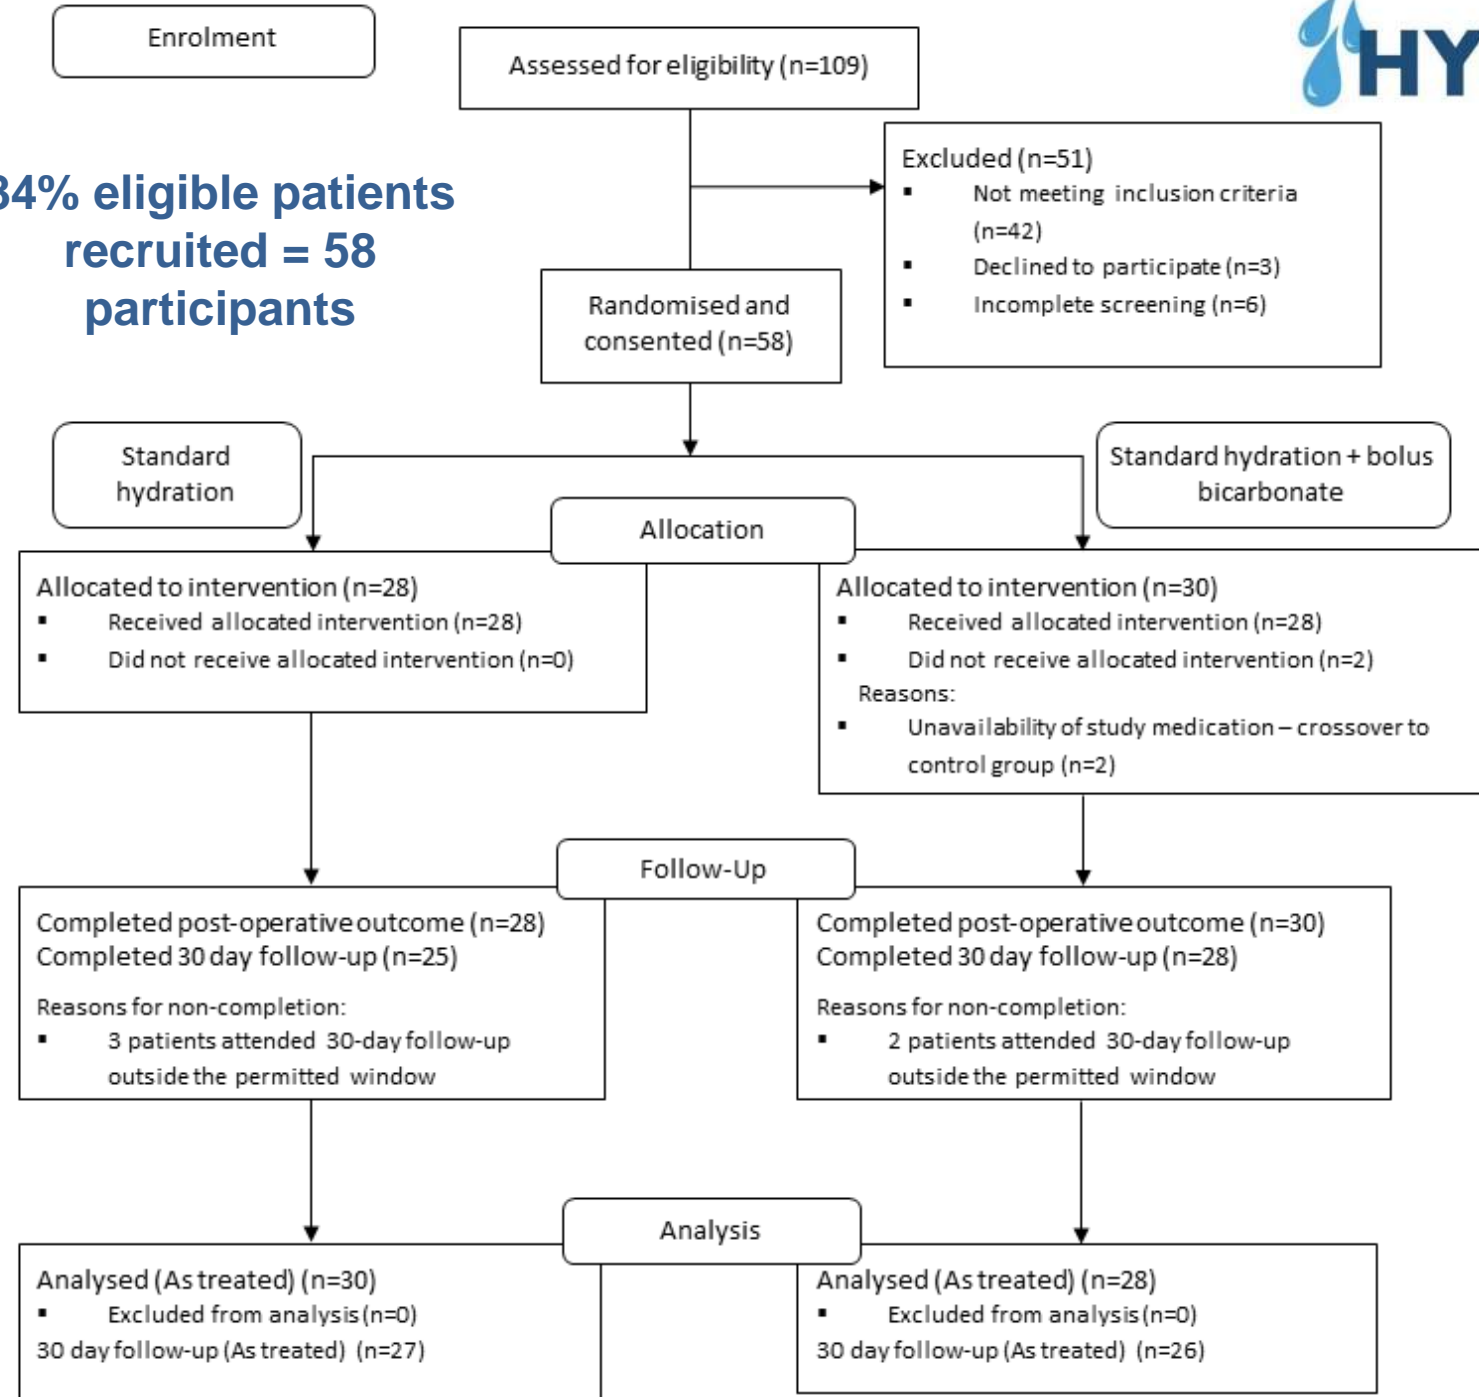 Enrolment
Assessed for eligibility (n=109)
HY
84% eligible patients
recruited = 58
participants
Excluded (n=51)
▪ Not meeting inclusion criteria
(n=42)
▪ Declined to participate (n=3)
▪ Incomplete screening (n=6)
Randomised and
consented (n=58)
Standard
hydration
Standard hydration + bolus
bicarbonate
Allocation
Allocated to intervention (n=28)
▪ Received allocated intervention (n=28)
▪ Did not receive allocated intervention (n=0)
Allocated to intervention (n=30)
▪ Received allocated intervention (n=28)
▪ Did not receive allocated intervention (n=2)
Reasons:
▪ Unavailability of study medication – crossover to
control group (n=2)
Follow-Up
Completed post-operative outcome (n=28)
Completed 30 day follow-up (n=25)
Reasons for non-completion:
▪ 3 patients attended 30-day follow-up
outside the permitted window
Completed post-operative outcome (n=30)
Completed 30 day follow-up (n=28)
Reasons for non-completion:
▪ 2 patients attended 30-day follow-up
outside the permitted window
Analysis
Analysed (As treated) (n=30)
▪ Excluded from analysis (n=0)
30 day follow-up (As treated) (n=27)
Analysed (As treated) (n=28)
▪ Excluded from analysis (n=0)
30 day follow-up (As treated) (n=26)